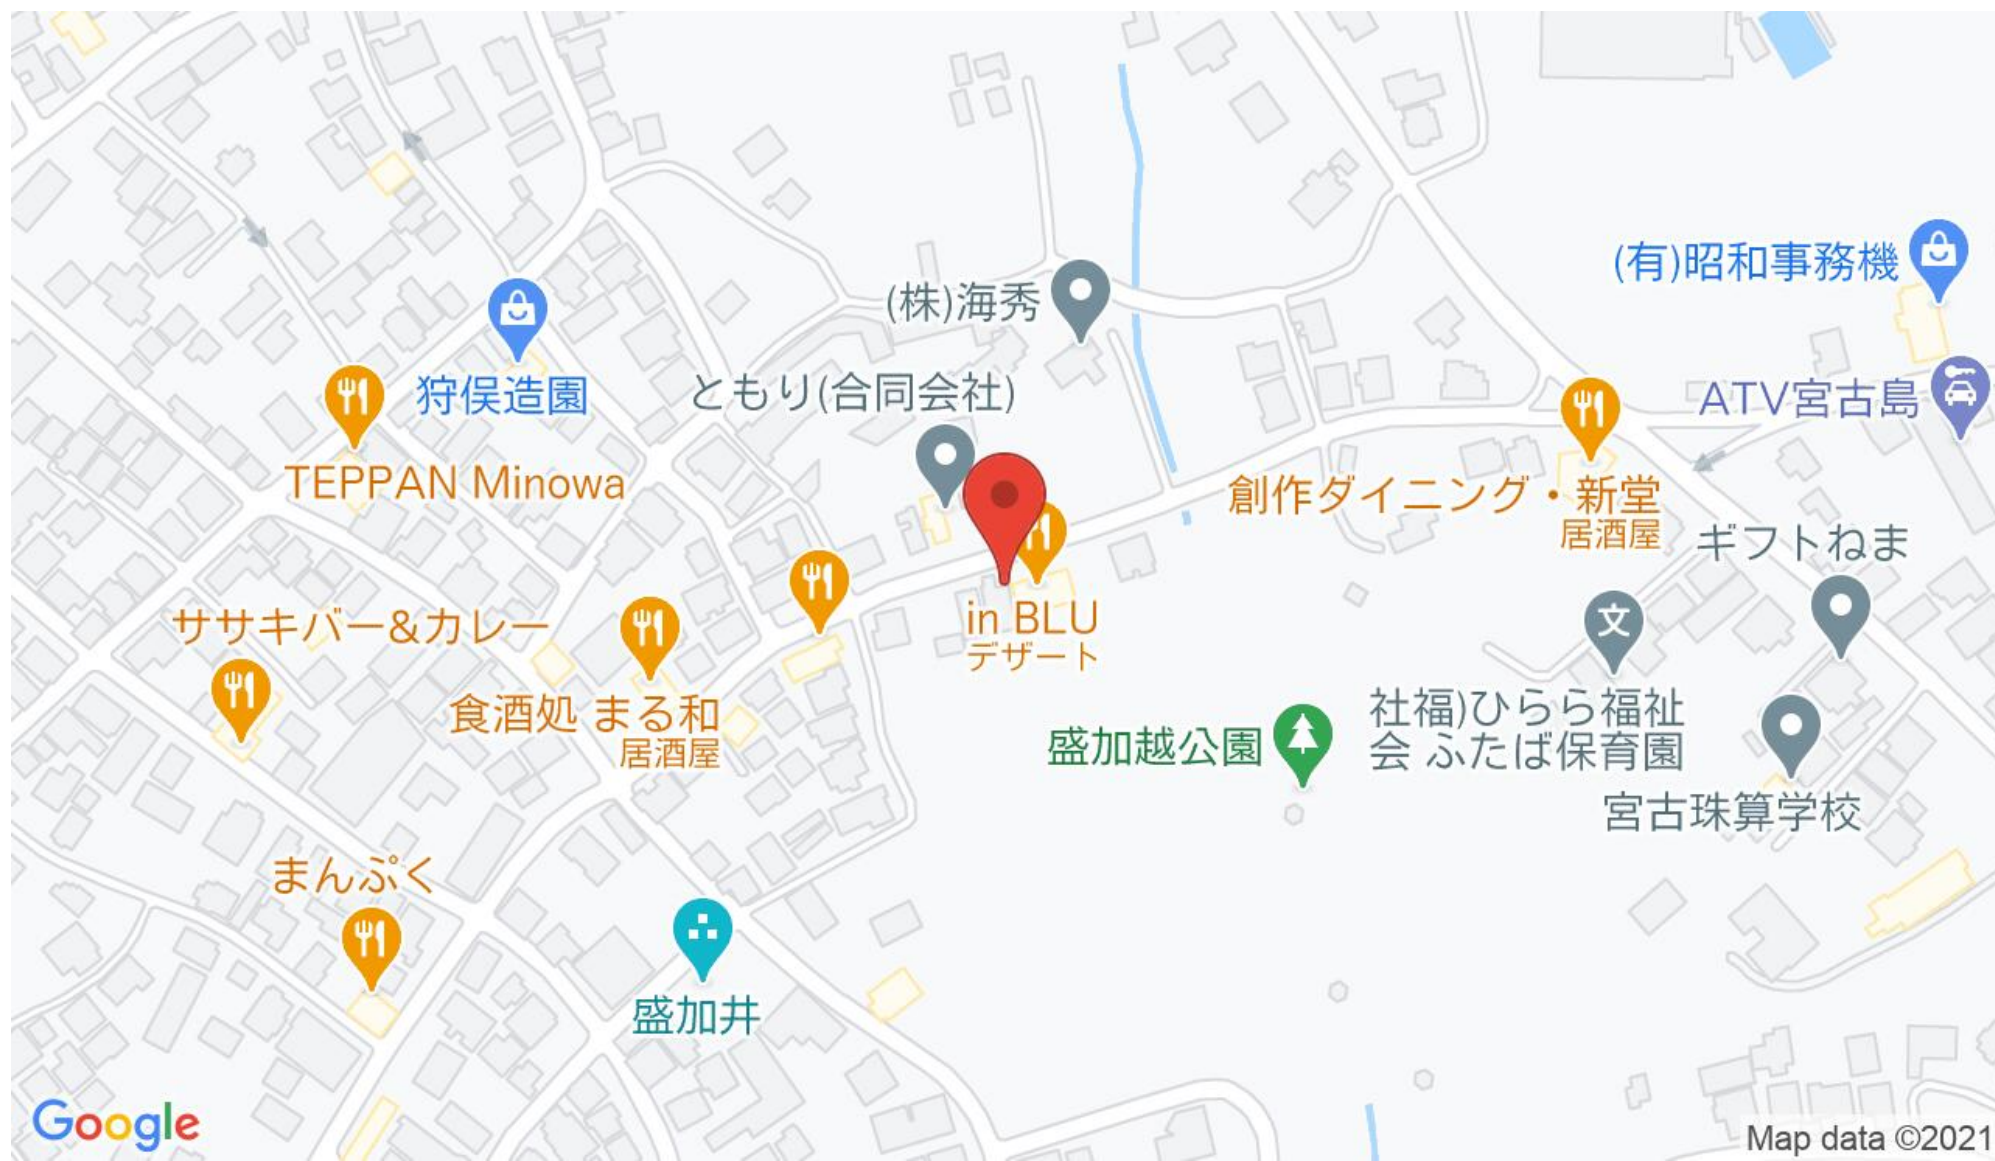 (有)昭和事務機
(株)海秀
狩俣造園
ともり(合同会社)
ATV宮古島
TEPPAN Minowa
創作ダイニング・新堂
居酒屋
ギフトねま
ササキバー&カレー
in BLU
デザート
食酒処 まる和
居酒屋
盛加越公園
文
社福)ひらら福祉
会 ふたば保育園
宮古珠算学校
まんぷく
盛加井
Google
Map data ©2021